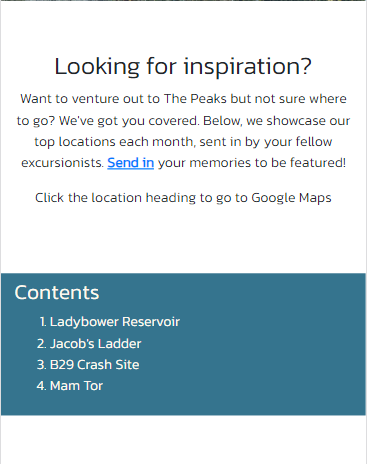 Looking for inspiration?
Want to venture out to The Peaks but not sure where
to go? We've got you covered. Below, we showcase our
top locations each month, sent in by your fellow
excursionists. Send in your memories to be featured!
Click the location heading to go to Google Maps
Contents
1. Ladybower Reservoir
2. Jacob's Ladder
3. B29 Crash Site
4. Mam Tor